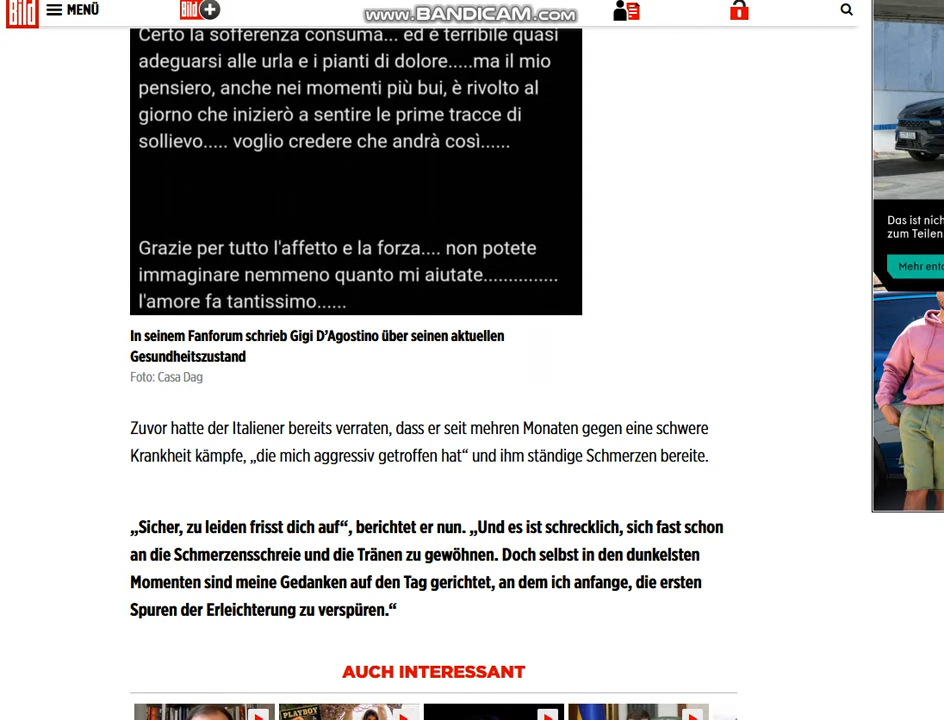 Bild
MENÜ
Bild+
www.BANDICAM.com
Certo la sofferenza consuma... ed è terribile quasi
adeguarsi alle urla e i pianti di dolore.....ma il mio
pensiero, anche nei momenti più bui, è rivolto al
giorno che inizierò a sentire le prime tracce di
sollievo..... voglio credere che andrà così......
Grazie per tutto l'affetto e la forza.... non potete
immaginare nemmeno quanto mi aiutate...............
l'amore fa tantissimo......
In seinem Fanforum schrieb Gigi D’Agostino über seinen aktuellen
Gesundheitszustand
Foto: Casa Dag
Zuvor hatte der Italiener bereits verraten, dass er seit mehren Monaten gegen eine schwere
Krankheit kämpfe, „die mich aggressiv getroffen hat“ und ihm ständige Schmerzen bereite.
„Sicher, zu leiden frisst dich auf“, berichtet er nun. „Und es ist schrecklich, sich fast schon
an die Schmerzensschreie und die Tränen zu gewöhnen. Doch selbst in den dunkelsten
Momenten sind meine Gedanken auf den Tag gerichtet, an dem ich anfange, die ersten
Spuren der Erleichterung zu verspüren.“
AUCH INTERESSANT
PLAYBOY
Das ist nich
zum Teilen
Mehr ento